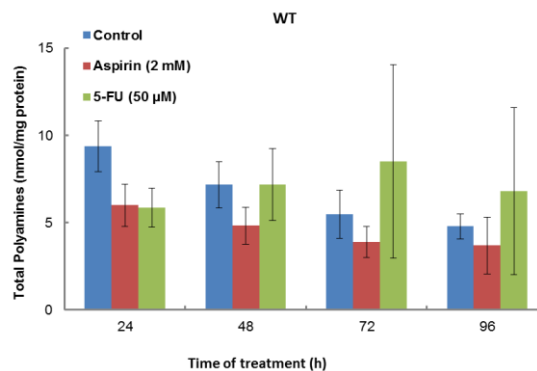 WT
Control
Aspirin (2 mM)
5-FU (50 µM)
Total Polyamines (nmol/mg protein)
15
10
5
0
24 48 72 96
Time of treatment (h)